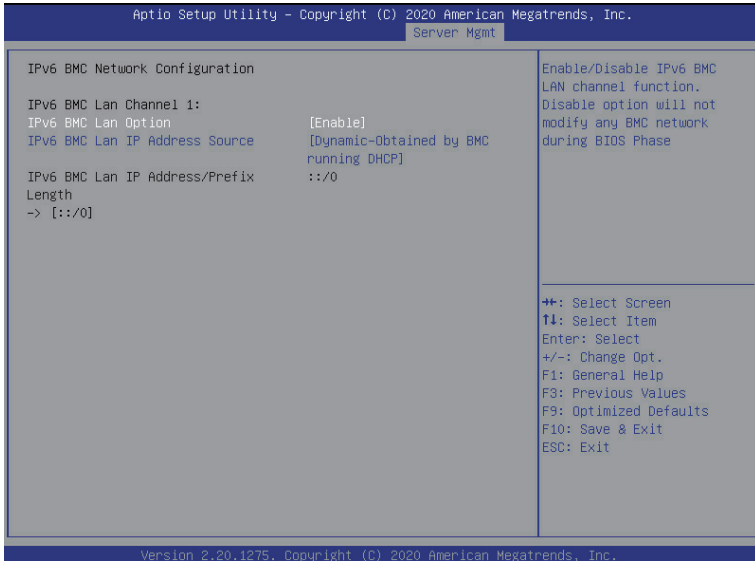 Aptio Setup Utility – Copyright (C) 2020 American Megatrends, Inc.
Server Mgmt
IPv6 BMC Network Configuration
IPv6 BMC Lan Channel 1:
IPv6 BMC Lan Option [Enable]
IPv6 BMC Lan IP Address Source [Dynamic-Obtained by BMC
running DHCP]
IPv6 BMC Lan IP Address/Prefix ::/0
Length
-> [::/0]
Enable/Disable IPv6 BMC
LAN channel function.
Disable option will not
modify any BMC network
during BIOS Phase
→←: Select Screen
↑↓: Select Item
Enter: Select
+/-: Change Opt.
F1: General Help
F3: Previous Values
F9: Optimized Defaults
F10: Save & Exit
ESC: Exit
Version 2.20.1275. Copyright (C) 2020 American Megatrends, Inc.